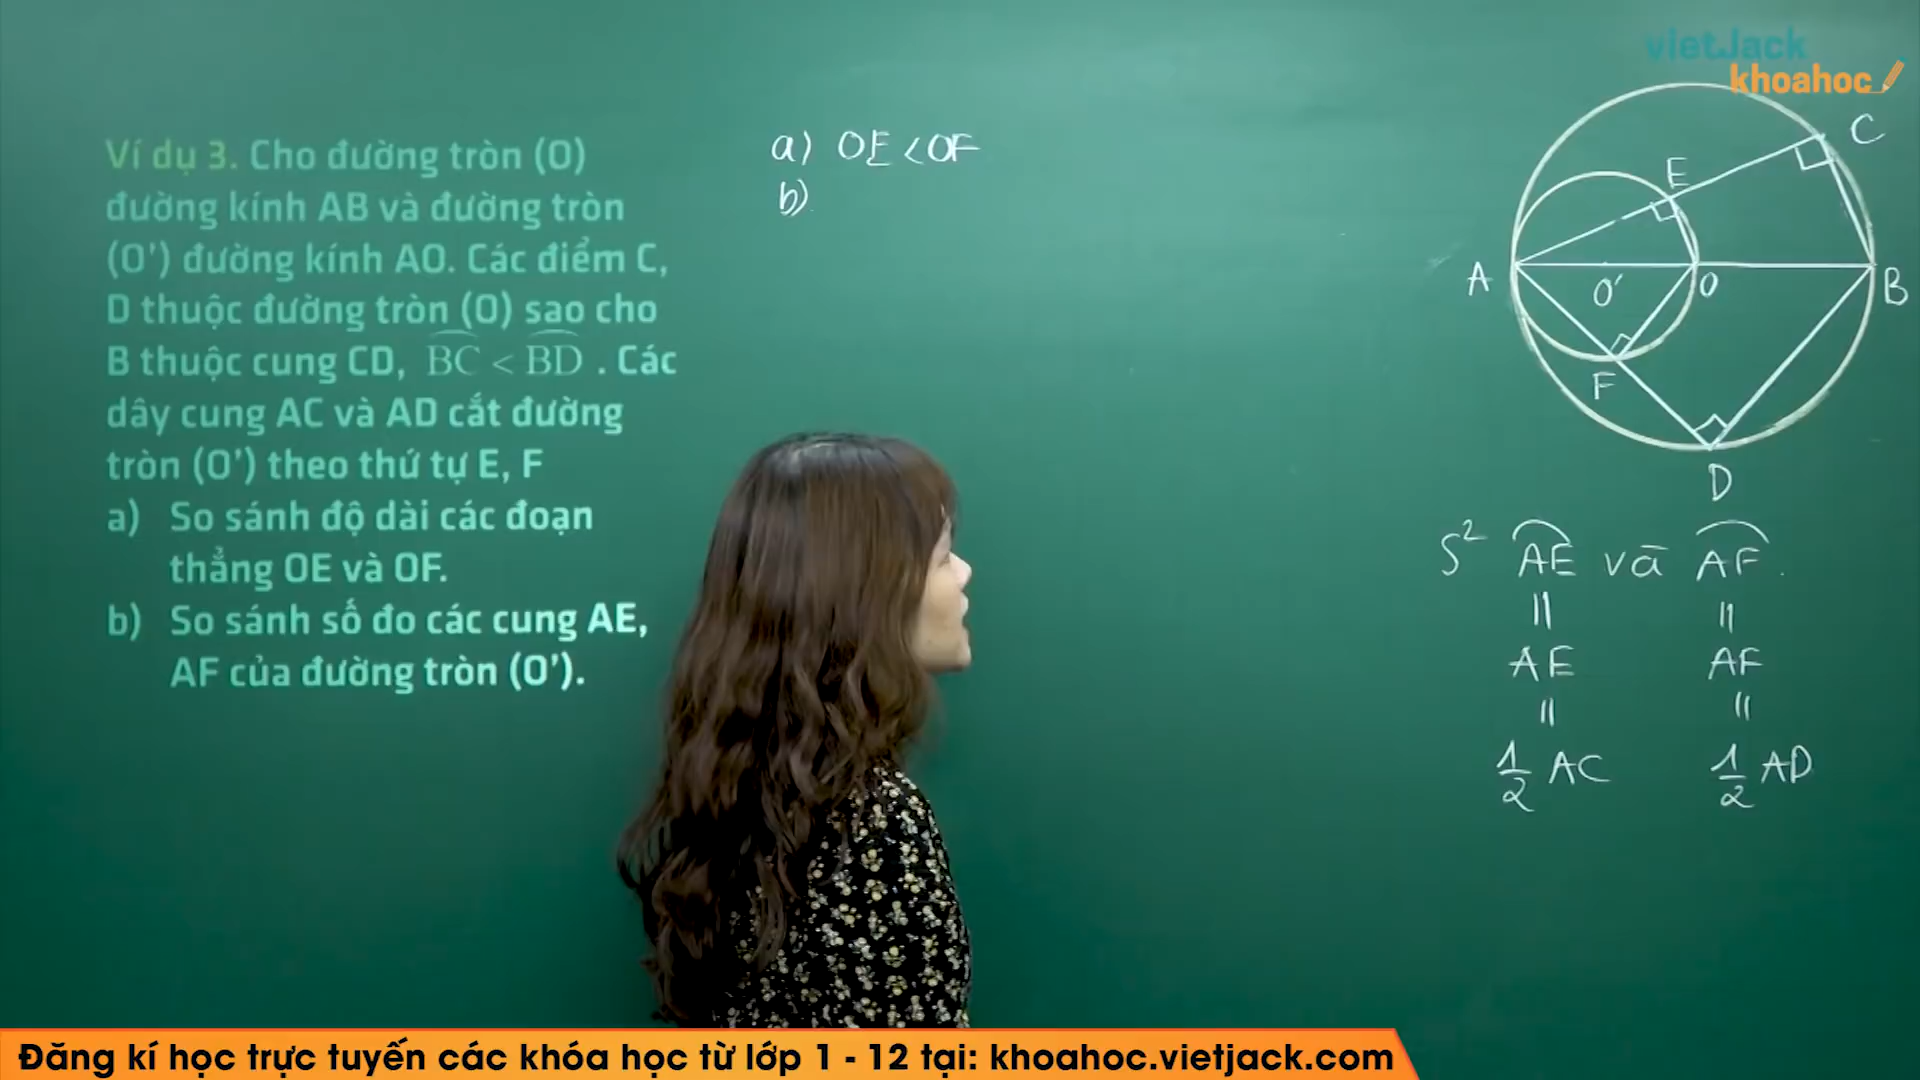 vietJack
khoahoc
Ví dụ 3. Cho đường tròn (O)
đường kính AB và đường tròn
(O’) đường kính AO. Các điểm C,
D thuộc đường tròn (O) sao cho
B thuộc cung CD, BC < BD . Các
dây cung AC và AD cắt đường
tròn (O’) theo thứ tự E, F
a) So sánh độ dài các đoạn
thẳng OE và OF.
b) So sánh số đo các cung AE,
AF của đường tròn (O’).
a) OE < OF
b)
C
E
A
O'
O
B
F
D
S² AE và AF.
= =
AE AF
= =
1/2 AC 1/2 AD
Đăng kí học trực tuyến các khóa học từ lớp 1 - 12 tại: khoahoc.vietjack.com